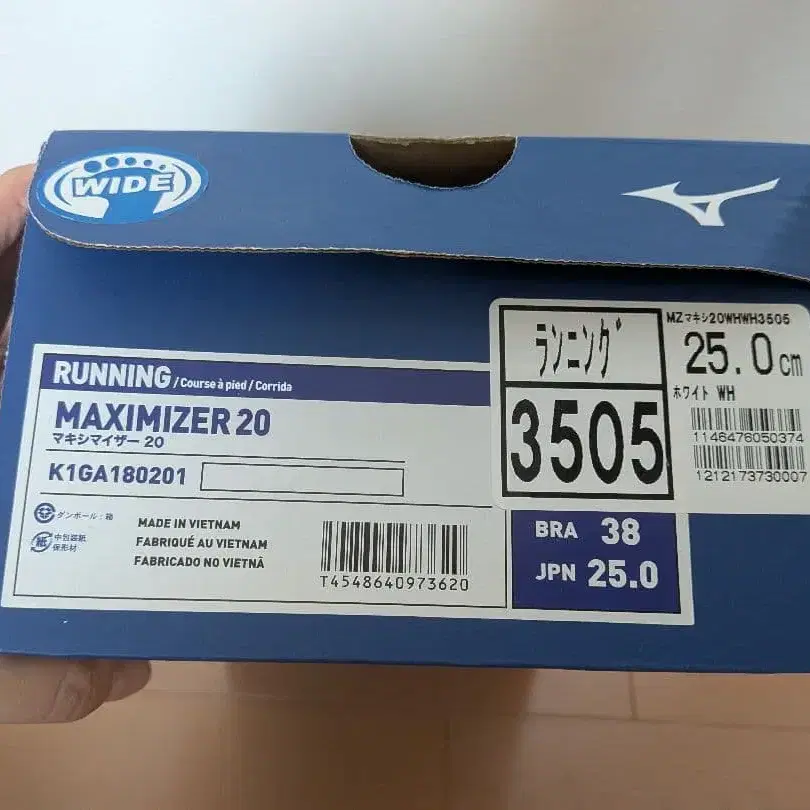 WIDE
RUNNING / Course à pied / Corrida
MAXIMIZER 20
マキシマイザー 20
K1GA180201
ダンボール：箱
中包装紙
保形材
紙
MADE IN VIETNAM
FABRIQUÉ AU VIETNAM
FABRICADO NO VIETNÃ
T4548640973620
ランニング
3505
MZマキシ20WHWH3505
25.0cm
ホワイト WH
1146476050374
1212173730007
BRA 38
JPN 25.0